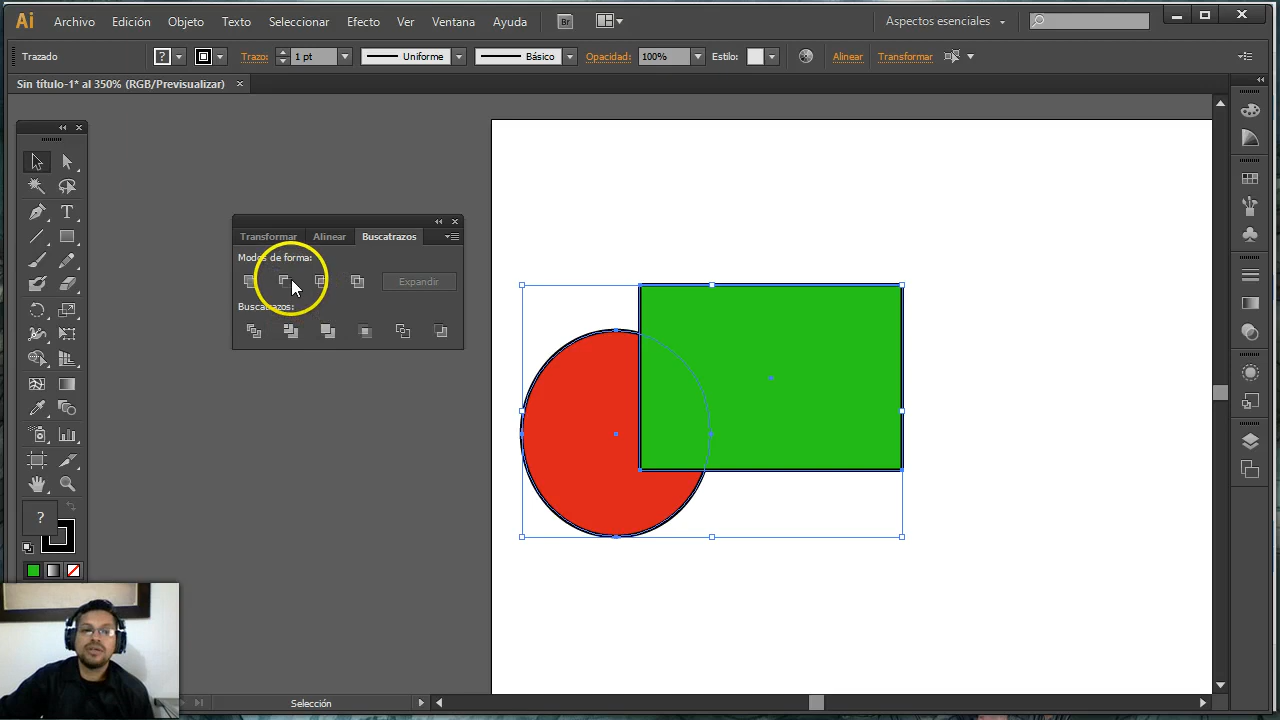 Ai Archivo Edición Objeto Texto Seleccionar Efecto Ver Ventana Ayuda Br Aspectos esenciales
Trazado ? Trazo: 1 pt Uniforme Básico Opacidad: 100% Estilo: Alinear Transformar
Sin título-1* al 350% (RGB/Previsualizar)
Transformar Alinear Buscatrazos
Modos de forma:
Expandir
Buscatrazos:
T
?
Selección